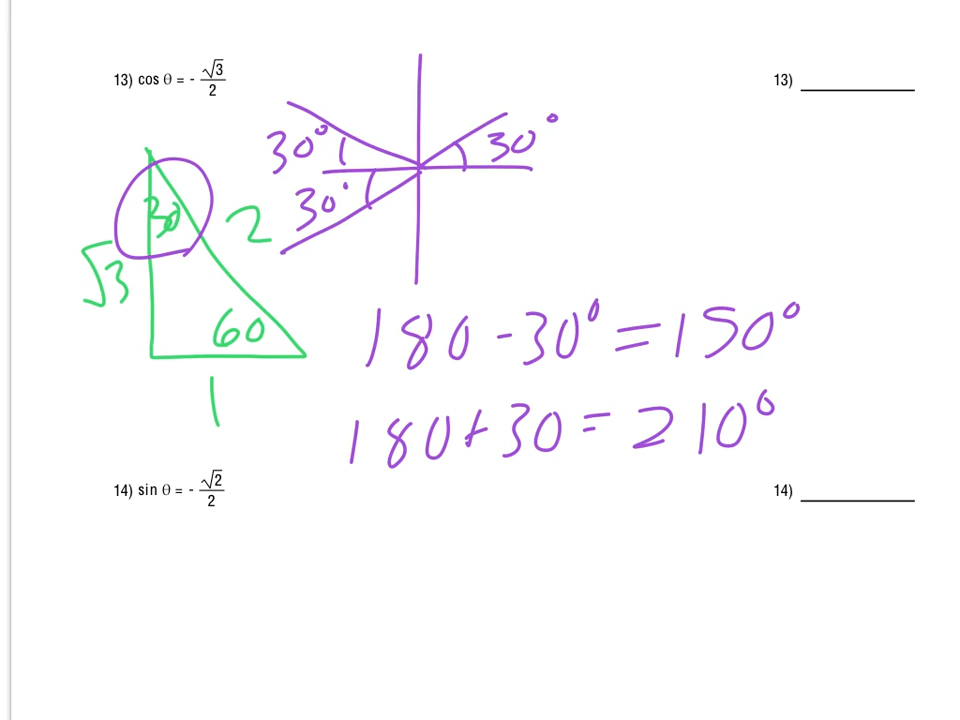 13) cos θ = - √3/2
13) ____________
30°
30°
30°
30
2
√3
60
1
180 - 30° = 150°
180 + 30 = 210°
14) sin θ = - √2/2
14) ____________